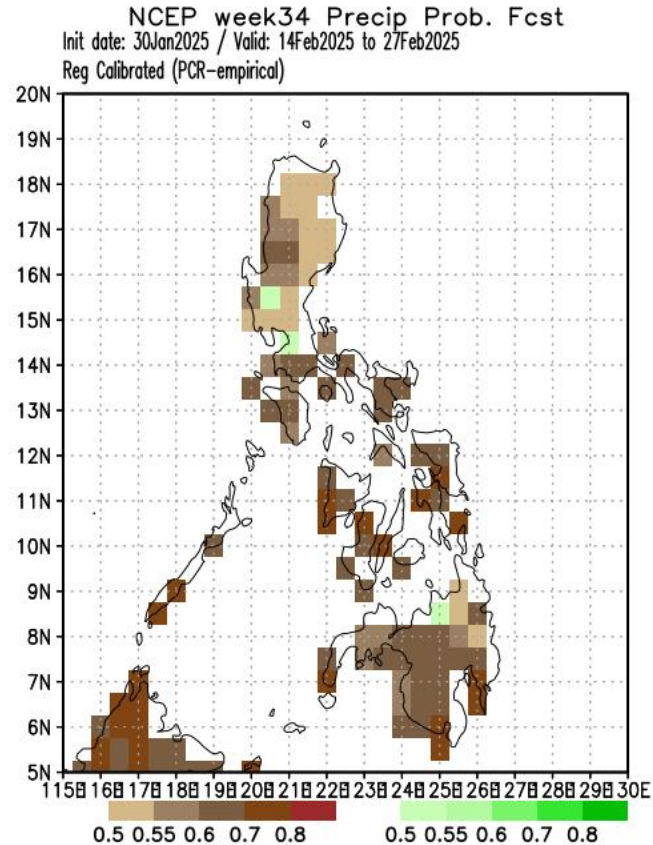 NCEP week34 Precip Prob. Fcst
Init date: 30Jan2025 / Valid: 14Feb2025 to 27Feb2025
Reg Calibrated (PCR-empirical)
20N
19N
18N
17N
16N
15N
14N
13N
12N
11N
10N
9N
8N
7N
6N
5N
115E 116E 117E 118E 119E 120E 121E 122E 123E 124E 125E 126E 127E 128E 129E 130E
0.5 0.55 0.6 0.7 0.8 0.5 0.55 0.6 0.7 0.8